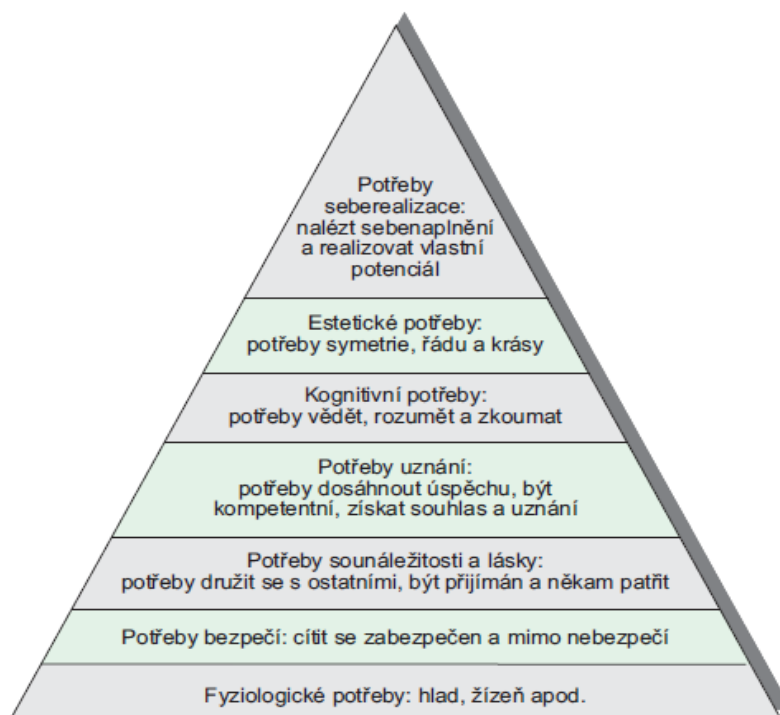 Potřeby
seberealizace:
nalézt sebenaplnění
a realizovat vlastní
potenciál
Estetické potřeby:
potřeby symetrie, řádu a krásy
Kognitivní potřeby:
potřeby vědět, rozumět a zkoumat
Potřeby uznání:
potřeby dosáhnout úspěchu, být
kompetentní, získat souhlas a uznání
Potřeby sounáležitosti a lásky:
potřeby družit se s ostatními, být přijímán a někam patřit
Potřeby bezpečí: cítit se zabezpečen a mimo nebezpečí
Fyziologické potřeby: hlad, žízeň apod.